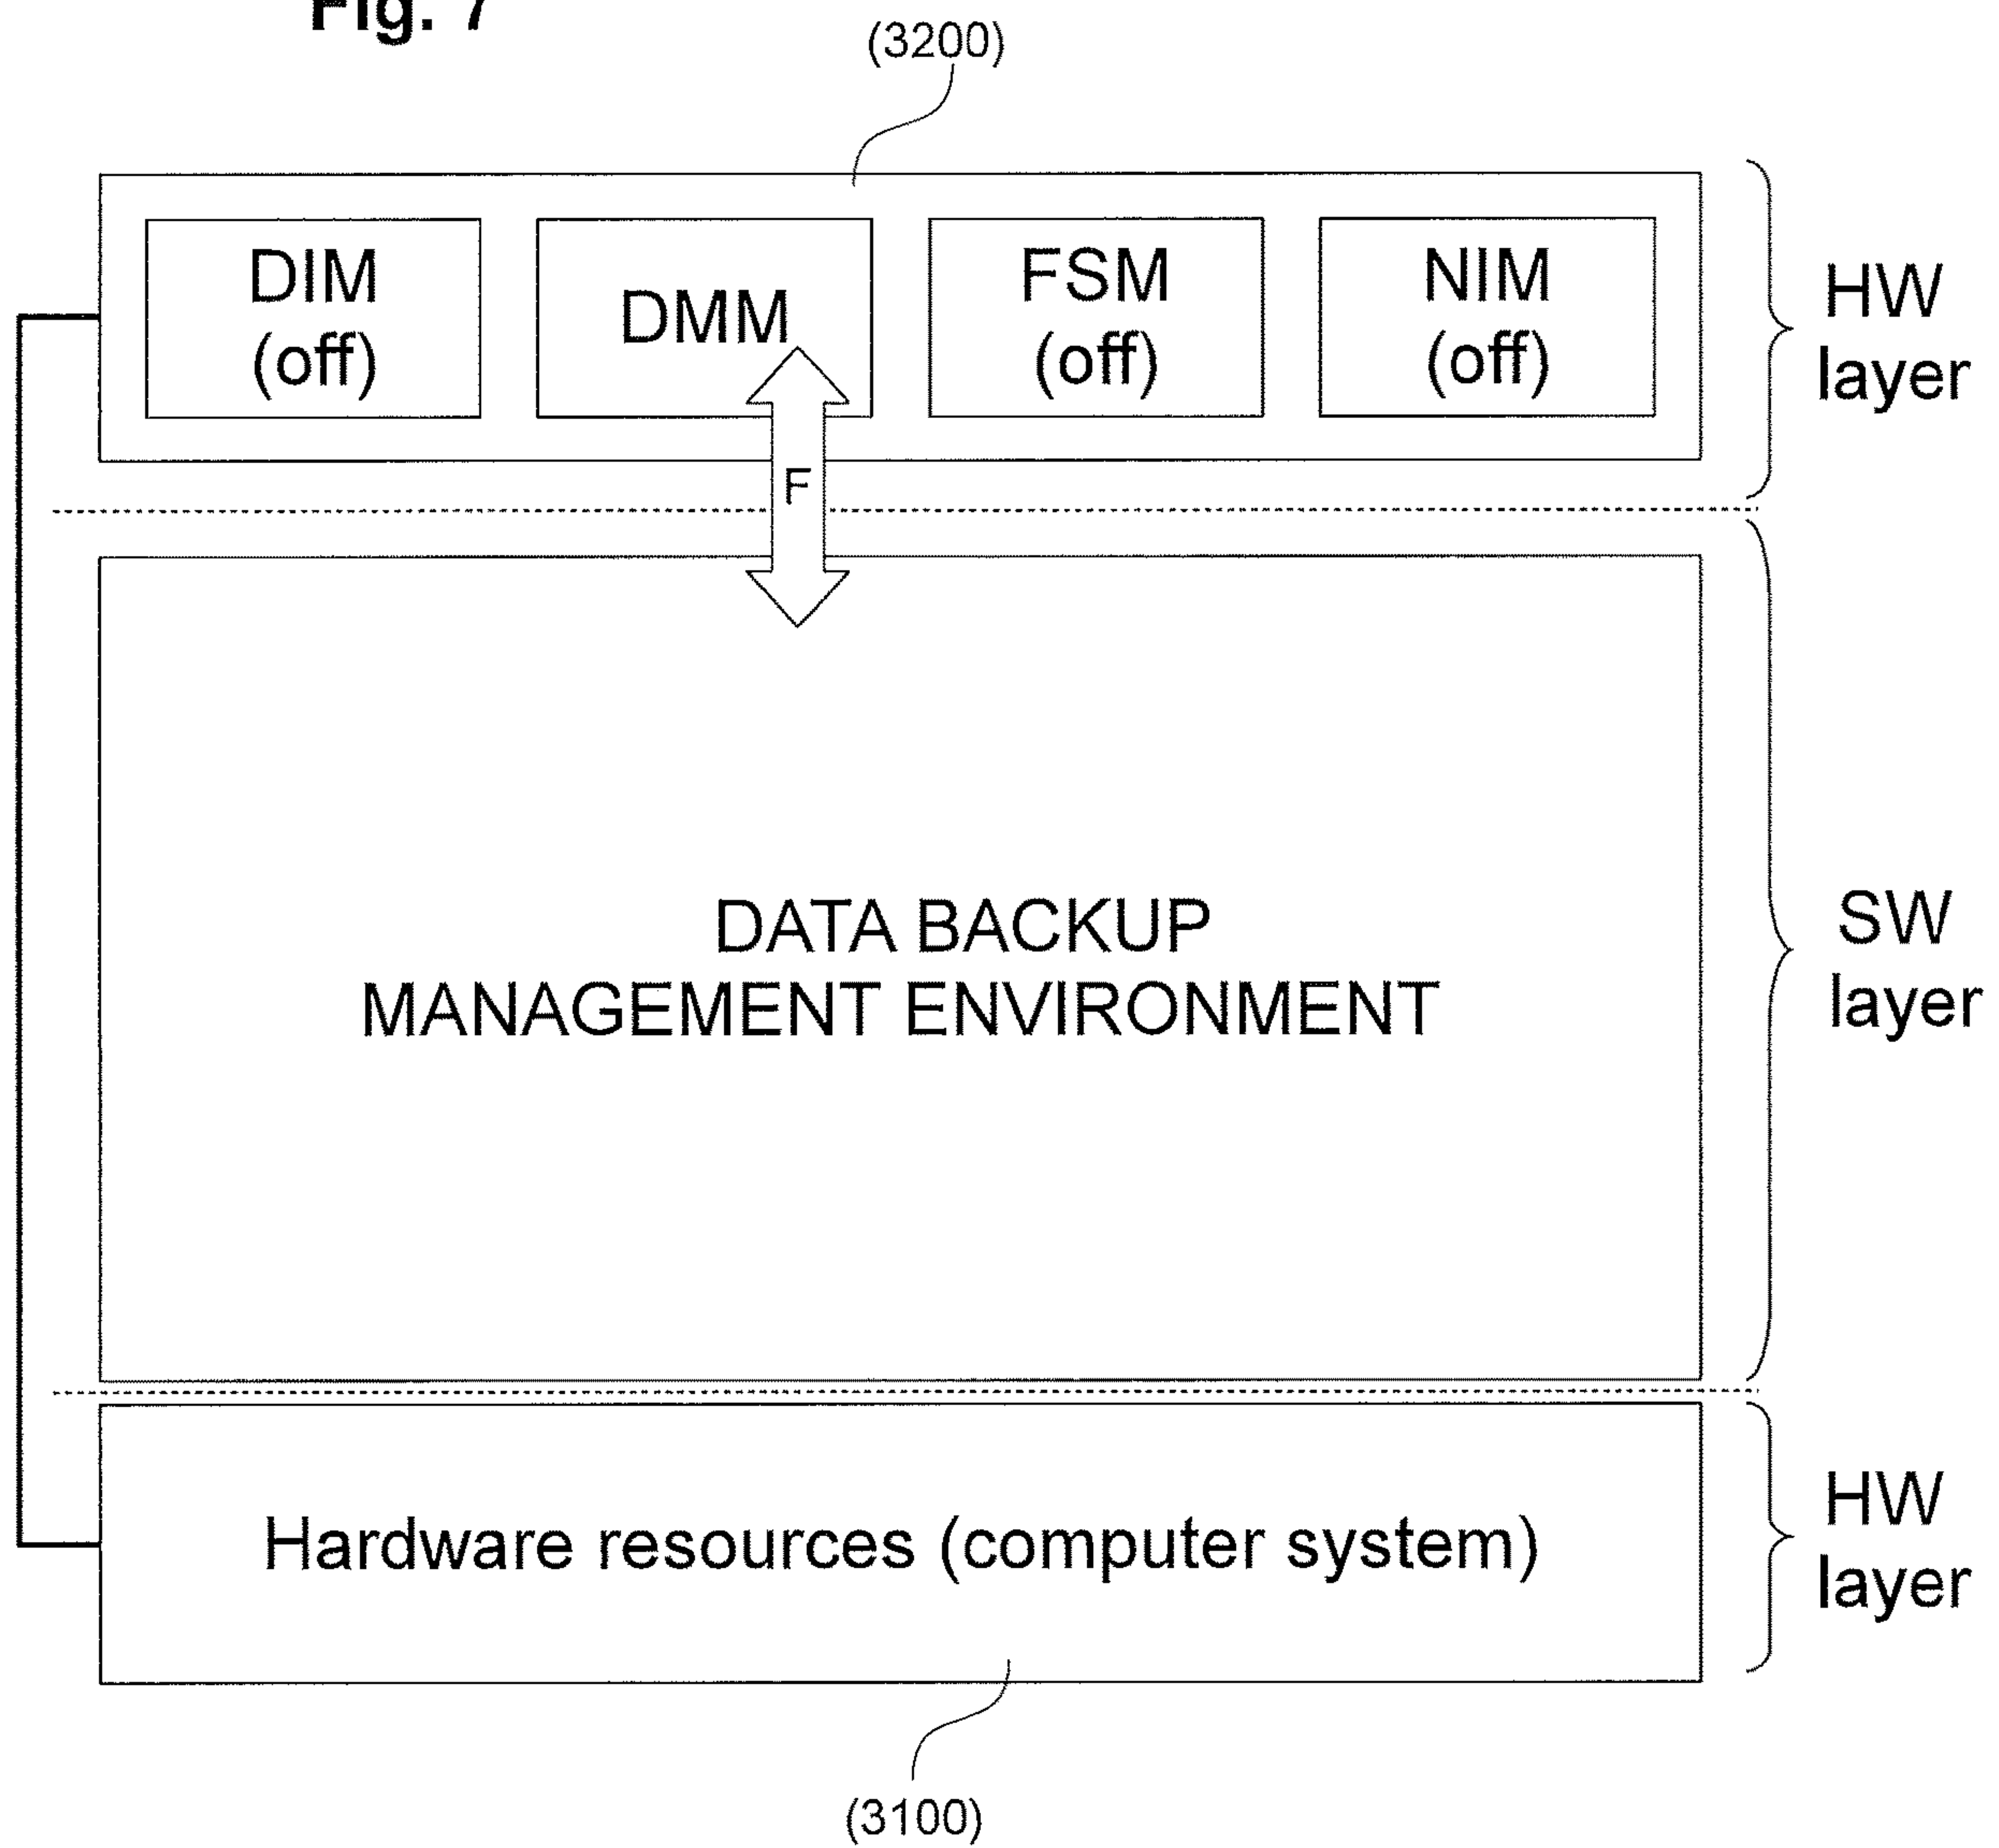 Fig. 7
(3200)
DIM
(off)
DMM
FSM
(off)
NIM
(off)
HW
layer
F
DATA BACKUP
MANAGEMENT ENVIRONMENT
SW
layer
Hardware resources (computer system)
HW
layer
(3100)